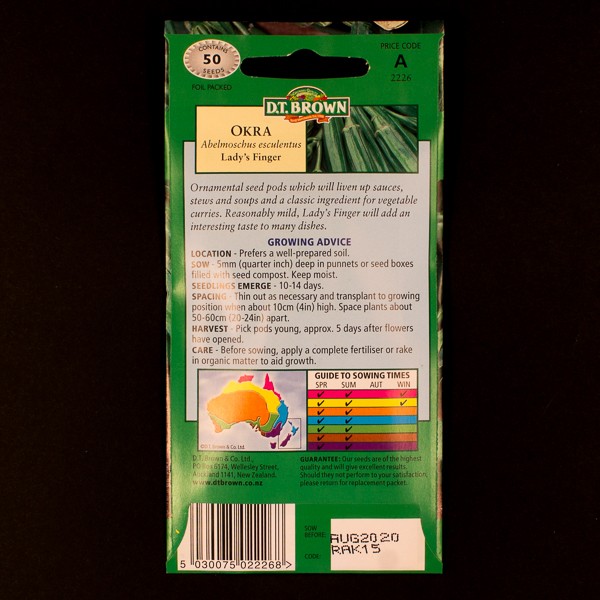 CONTAINS
50
SEEDS
FOIL PACKED
PRICE CODE
A
2226
D.T. BROWN
OKRA
Abelmoschus esculentus
Lady's Finger
Ornamental seed pods which will liven up sauces,
stews and soups and a classic ingredient for vegetable
curries. Reasonably mild, Lady's Finger will add an
interesting taste to many dishes.
GROWING ADVICE
LOCATION - Prefers a well-prepared soil.
SOW - 5mm (quarter inch) deep in punnets or seed boxes
filled with seed compost. Keep moist.
SEEDLINGS EMERGE - 10-14 days.
SPACING - Thin out as necessary and transplant to growing
position when about 10cm (4in) high. Space plants about
50-60cm (20-24in) apart.
HARVEST - Pick pods young, approx. 5 days after flowers
have opened.
CARE - Before sowing, apply a complete fertiliser or rake
in organic matter to aid growth.
GUIDE TO SOWING TIMES
SPR SUM AUT WIN
©D.T. Brown & Co. Ltd.
D.T. Brown & Co. Ltd.
PO Box 6174, Wellesley Street,
Auckland 1141, New Zealand.
www.dtbrown.co.nz
GUARANTEE: Our seeds are of the highest
quality and will give excellent results.
Should they not perform to your satisfaction,
please return for replacement packet.
SOW
BEFORE: AUG2020
CODE: RAK15
5 030075 022268 >